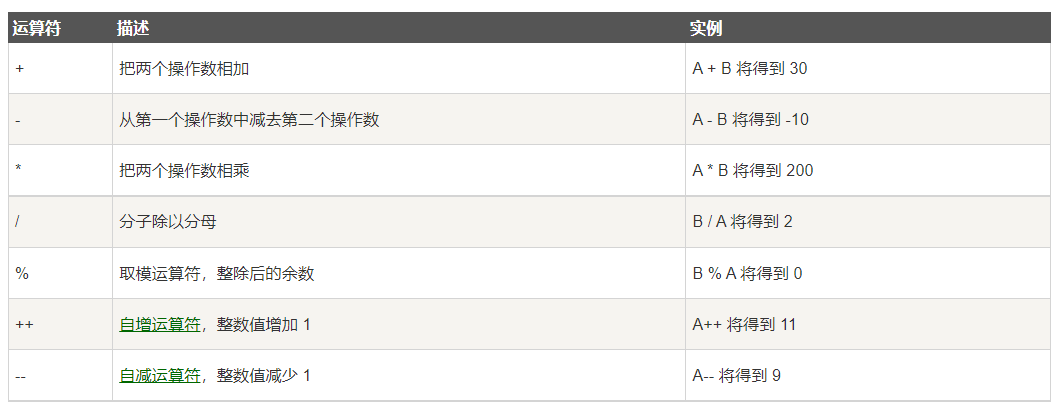 运算符 描述 实例
+ 把两个操作数相加 A + B 将得到 30
- 从第一个操作数中减去第二个操作数 A - B 将得到 -10
* 把两个操作数相乘 A * B 将得到 200
/ 分子除以分母 B / A 将得到 2
% 取模运算符，整除后的余数 B % A 将得到 0
++ 自增运算符，整数值增加 1 A++ 将得到 11
-- 自减运算符，整数值减少 1 A-- 将得到 9